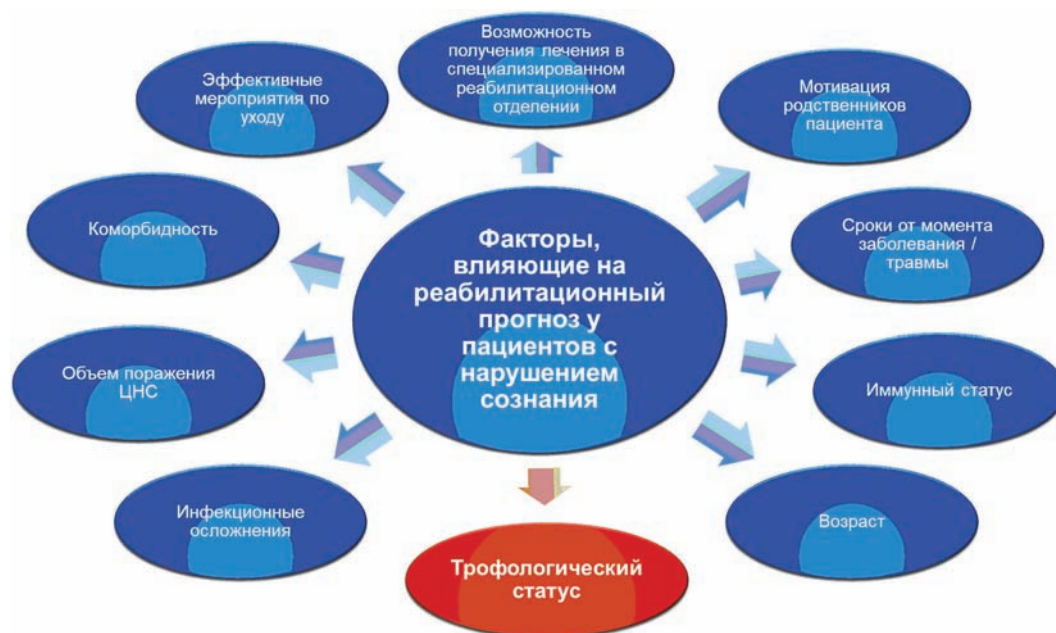 Возможность
получения лечения в
специализированном
реабилитационном
отделении
Эффективные
мероприятия по
уходу
Мотивация
родственников
пациента
Коморбидность
Сроки от момента
заболевания /
травмы
Факторы,
влияющие на
реабилитационный
прогноз у
пациентов с
нарушением
сознания
Объем поражения
ЦНС
Иммунный статус
Инфекционные
осложнения
Возраст
Трофологический
статус